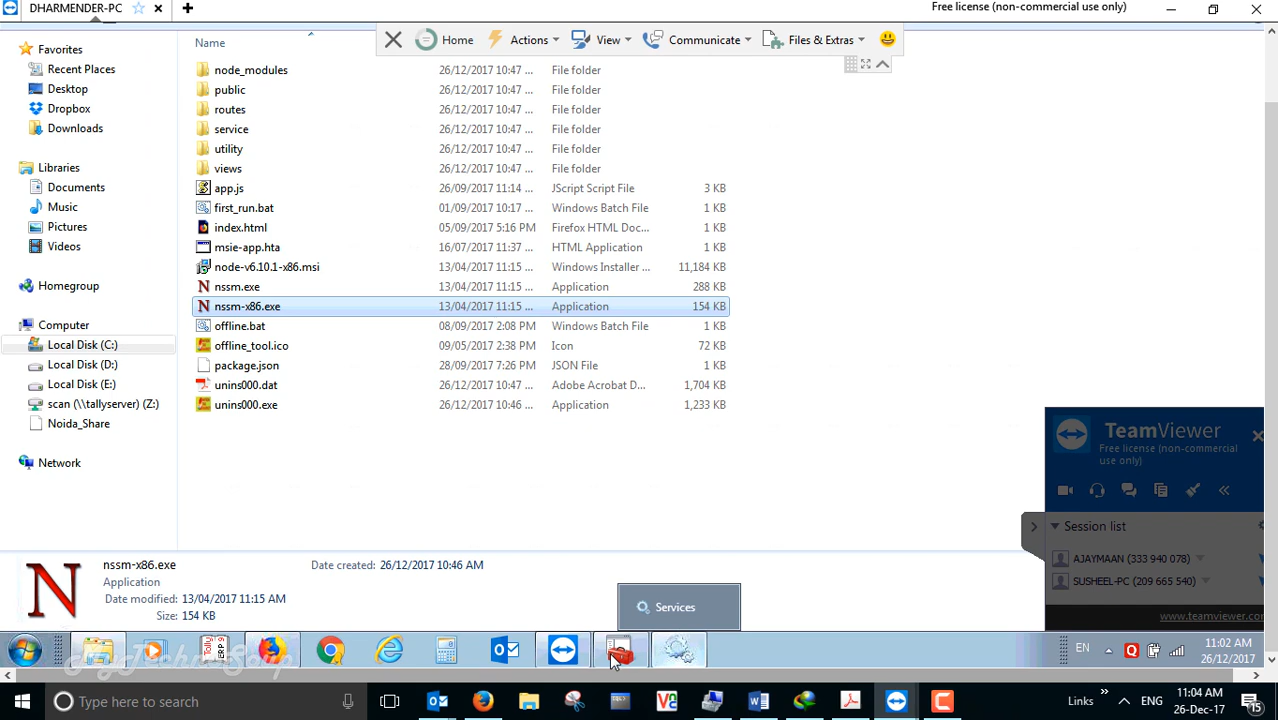 DHARMENDER-PC
Free license (non-commercial use only)
Home
Actions
View
Communicate
Files & Extras
Name
Favorites
Recent Places
Desktop
Dropbox
Downloads
Libraries
Documents
Music
Pictures
Videos
Homegroup
Computer
Local Disk (C:)
Local Disk (D:)
Local Disk (E:)
scan (\\tallyserver) (Z:)
Noida_Share
Network
node_modules 26/12/2017 10:47 ... File folder
public 26/12/2017 10:47 ... File folder
routes 26/12/2017 10:47 ... File folder
service 26/12/2017 10:47 ... File folder
utility 26/12/2017 10:47 ... File folder
views 26/12/2017 10:47 ... File folder
app.js 26/09/2017 11:14 ... JScript Script File 3 KB
first_run.bat 01/09/2017 10:17 ... Windows Batch File 1 KB
index.html 05/09/2017 5:16 PM Firefox HTML Doc... 1 KB
msie-app.hta 16/07/2017 11:37 ... HTML Application 1 KB
node-v6.10.1-x86.msi 13/04/2017 11:15 ... Windows Installer ... 11,184 KB
nssm.exe 13/04/2017 11:15 ... Application 288 KB
nssm-x86.exe 13/04/2017 11:15 ... Application 154 KB
offline.bat 08/09/2017 2:08 PM Windows Batch File 1 KB
offline_tool.ico 09/05/2017 2:38 PM Icon 72 KB
package.json 28/09/2017 7:26 PM JSON File 1 KB
unins000.dat 26/12/2017 10:47 ... Adobe Acrobat D... 1,704 KB
unins000.exe 26/12/2017 10:46 ... Application 1,233 KB
TeamViewer
Free license (non-commercial
use only)
Session list
AJAYMAAN (333 940 078)
SUSHEEL-PC (209 665 540)
www.teamviewer.com
nssm-x86.exe
Application
Date modified: 13/04/2017 11:15 AM
Size: 154 KB
Date created: 26/12/2017 10:46 AM
Services
EN
11:02 AM
26/12/2017
Type here to search
Links
ENG
11:04 AM
26-Dec-17
15